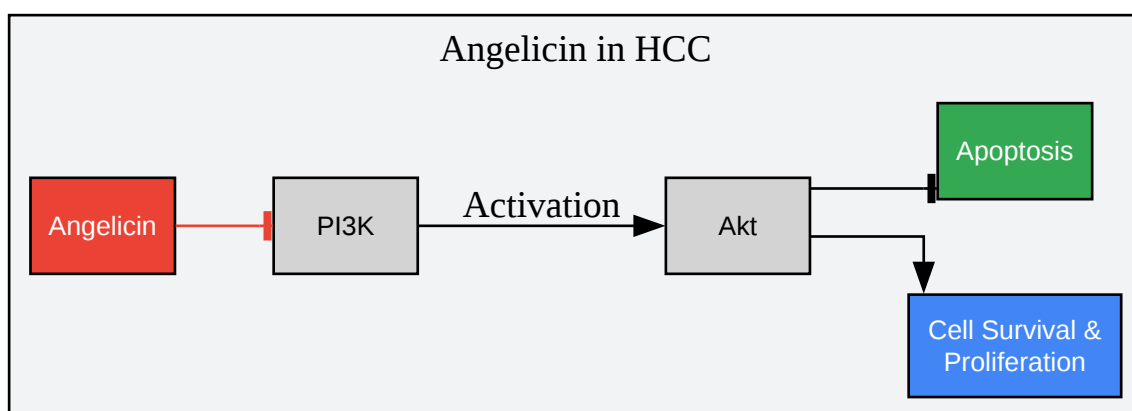 Angelicin in HCC
Apoptosis
Angelicin
PI3K
Activation
Akt
Cell Survival &
Proliferation